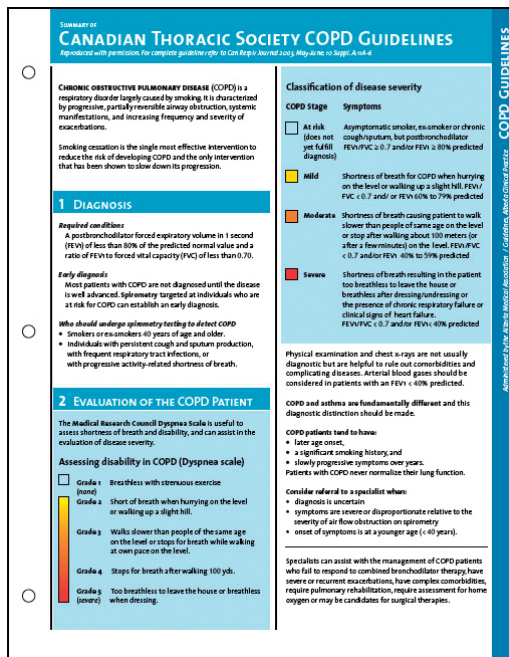 SUMMARY OF
CANADIAN THORACIC SOCIETY COPD GUIDELINES
Reproduced with permission. For complete guideline refer to Can Respir Journal 2003, May-June, 10 Suppl. A:11A-6
CHRONIC OBSTRUCTIVE PULMONARY DISEASE (COPD) is a
respiratory disorder largely caused by smoking. It is characterized
by progressive, partially reversible airway obstruction, systemic
manifestations, and increasing frequency and severity of
exacerbations.
Smoking cessation is the single most effective intervention to
reduce the risk of developing COPD and the only intervention
that has been shown to slow down its progression.
1 DIAGNOSIS
Required conditions
A postbronchodilator forced expiratory volume in 1 second
(FEV1) of less than 80% of the predicted normal value and a
ratio of FEV1 to forced vital capacity (FVC) of less than 0.70.
Early diagnosis
Most patients with COPD are not diagnosed until the disease
is well advanced. Spirometry targeted at individuals who are
at risk for COPD can establish an early diagnosis.
Who should undergo spirometry testing to detect COPD
• Smokers or ex-smokers 40 years of age and older.
• Individuals with persistent cough and sputum production,
with frequent respiratory tract infections, or
with progressive activity-related shortness of breath.
2 EVALUATION OF THE COPD PATIENT
The Medical Research Council Dyspnea Scale is useful to
assess shortness of breath and disability, and can assist in the
evaluation of disease severity.
Assessing disability in COPD (Dyspnea scale)
Grade 1 Breathless with strenuous exercise
(none)
Grade 2 Short of breath when hurrying on the level
or walking up a slight hill.
Grade 3 Walks slower than people of the same age
on the level or stops for breath while walking
at own pace on the level.
Grade 4 Stops for breath after walking 100 yds.
Grade 5 Too breathless to leave the house or breathless
(severe) when dressing.
Classification of disease severity
COPD Stage Symptoms
At risk Asymptomatic smoker, ex-smoker or chronic
(does not cough/sputum, but postbronchodilator
yet fulfill FEV1/FVC ≥ 0.7 and/or FEV1 ≥ 80% predicted
diagnosis)
Mild Shortness of breath for COPD when hurrying
on the level or walking up a slight hill. FEV1/
FVC < 0.7 and/ or FEV1 60% to 79% predicted
Moderate Shortness of breath causing patient to walk
slower than people of same age on the level
or stop after walking about 100 meters (or
after a few minutes) on the level. FEV1/FVC
< 0.7 and/or FEV1 40% to 59% predicted
Severe Shortness of breath resulting in the patient
too breathless to leave the house or
breathless after dressing/undressing or
the presence of chronic respiratory failure or
clinical signs of heart failure.
FEV1/FVC < 0.7 and/or FEV1 < 40% predicted
Physical examination and chest x-rays are not usually
diagnostic but are helpful to rule out comorbidities and
complicating diseases. Arterial blood gases should be
considered in patients with an FEV1 < 40% predicted.
COPD and asthma are fundamentally different and this
diagnostic distinction should be made.
COPD patients tend to have:
• later age onset,
• a significant smoking history, and
• slowly progressive symptoms over years.
Patients with COPD never normalize their lung function.
Consider referral to a specialist when:
• diagnosis is uncertain
• symptoms are severe or disproportionate relative to the
severity of air flow obstruction on spirometry
• onset of symptoms is at a younger age (< 40 years).
Specialists can assist with the management of COPD patients
who fail to respond to combined bronchodilator therapy, have
severe or recurrent exacerbations, have complex comorbidities,
require pulmonary rehabilitation, require assessment for home
oxygen or may be candidates for surgical therapies.
Administered by the Alberta Medical Association / Guidelines, Alberta Clinical Practice COPD GUIDELINES